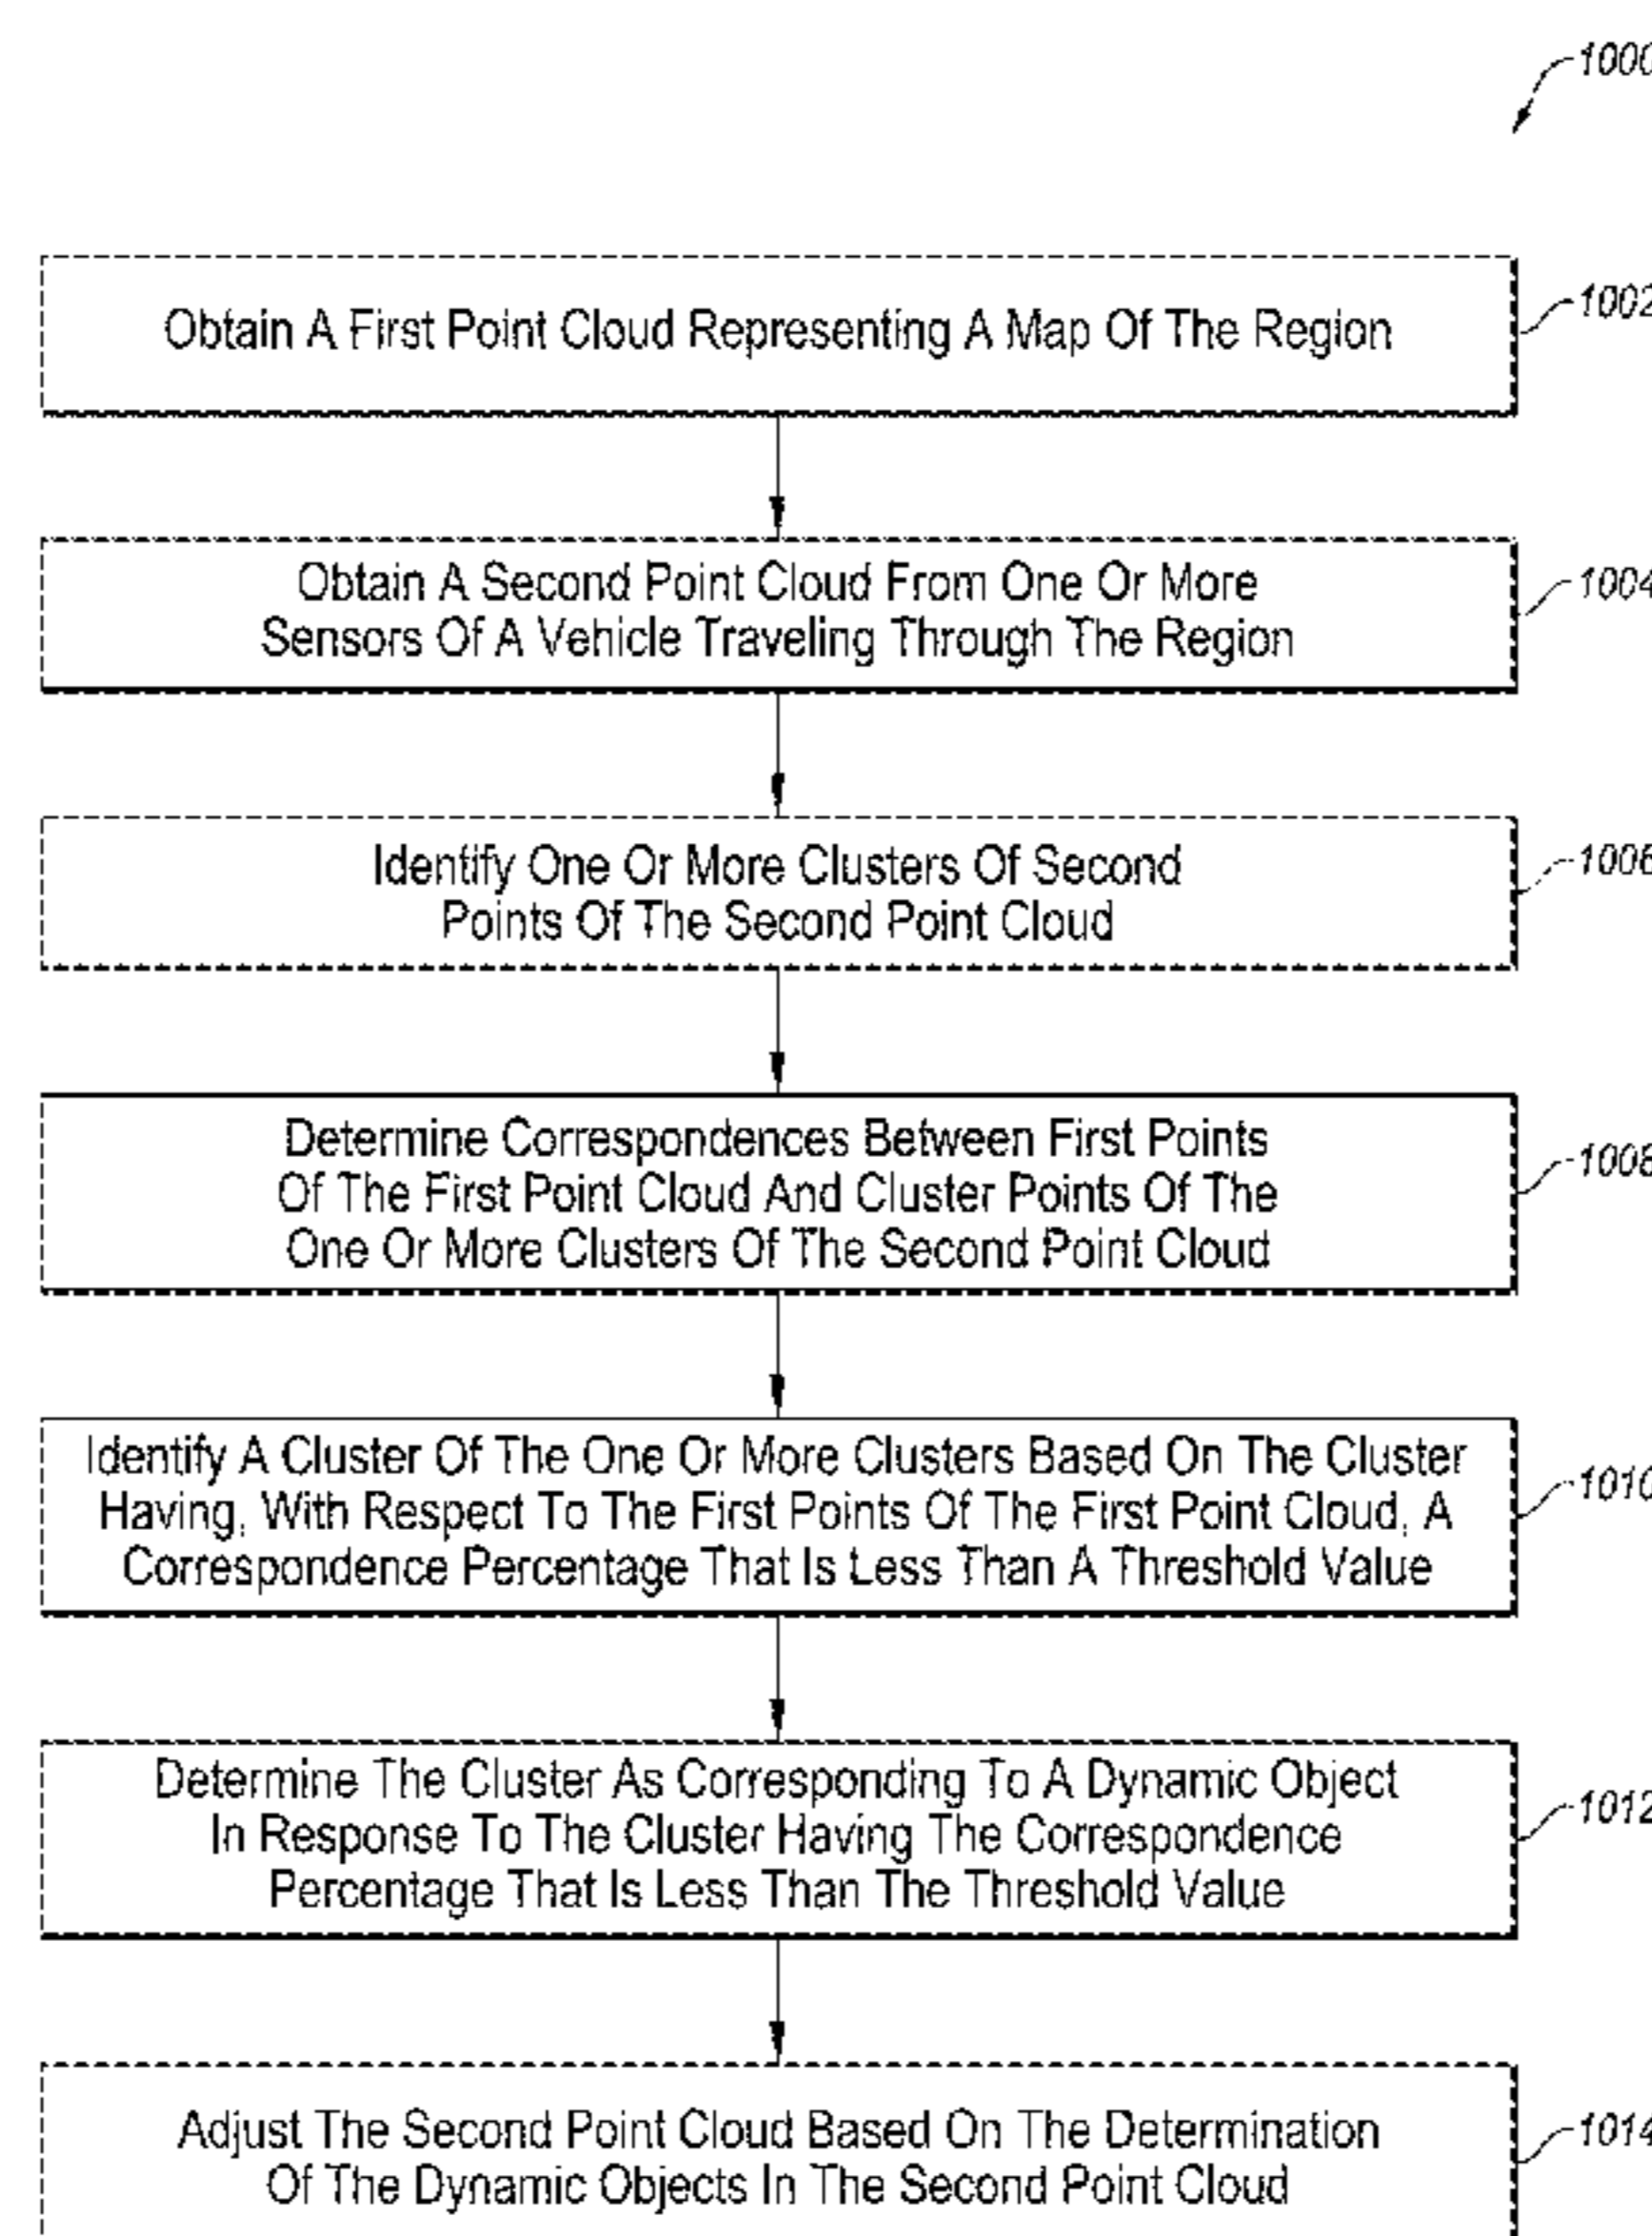 1000
Obtain A First Point Cloud Representing A Map Of The Region
1002
Obtain A Second Point Cloud From One Or More
Sensors Of A Vehicle Traveling Through The Region
1004
Identify One Or More Clusters Of Second
Points Of The Second Point Cloud
1006
Determine Correspondences Between First Points
Of The First Point Cloud And Cluster Points Of The
One Or More Clusters Of The Second Point Cloud
1008
Identify A Cluster Of The One Or More Clusters Based On The Cluster
Having, With Respect To The First Points Of The First Point Cloud, A
Correspondence Percentage That Is Less Than A Threshold Value
1010
Determine The Cluster As Corresponding To A Dynamic Object
In Response To The Cluster Having The Correspondence
Percentage That Is Less Than The Threshold Value
1012
Adjust The Second Point Cloud Based On The Determination
Of The Dynamic Objects In The Second Point Cloud
1014